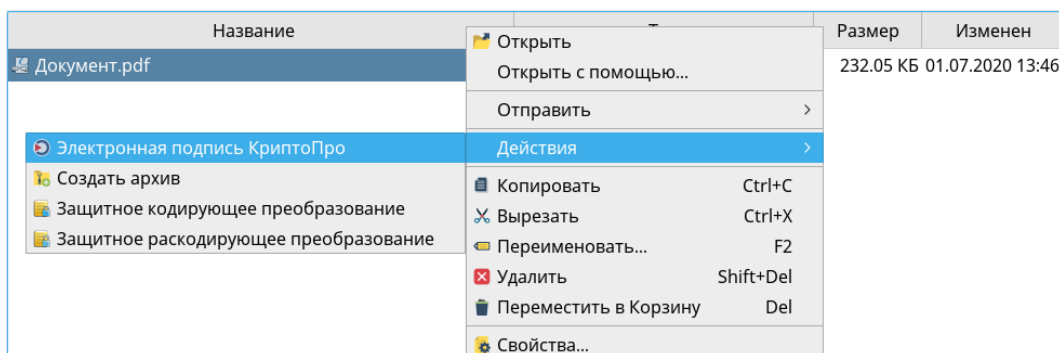 Название Размер Изменен
Документ.pdf 232.05 КБ 01.07.2020 13:46
Открыть
Открыть с помощью...
Отправить
Действия
Электронная подпись КриптоПро
Создать архив
Защитное кодирующее преобразование
Защитное раскодирующее преобразование
Копировать Ctrl+C
Вырезать Ctrl+X
Переименовать... F2
Удалить Shift+Del
Переместить в Корзину Del
Свойства...